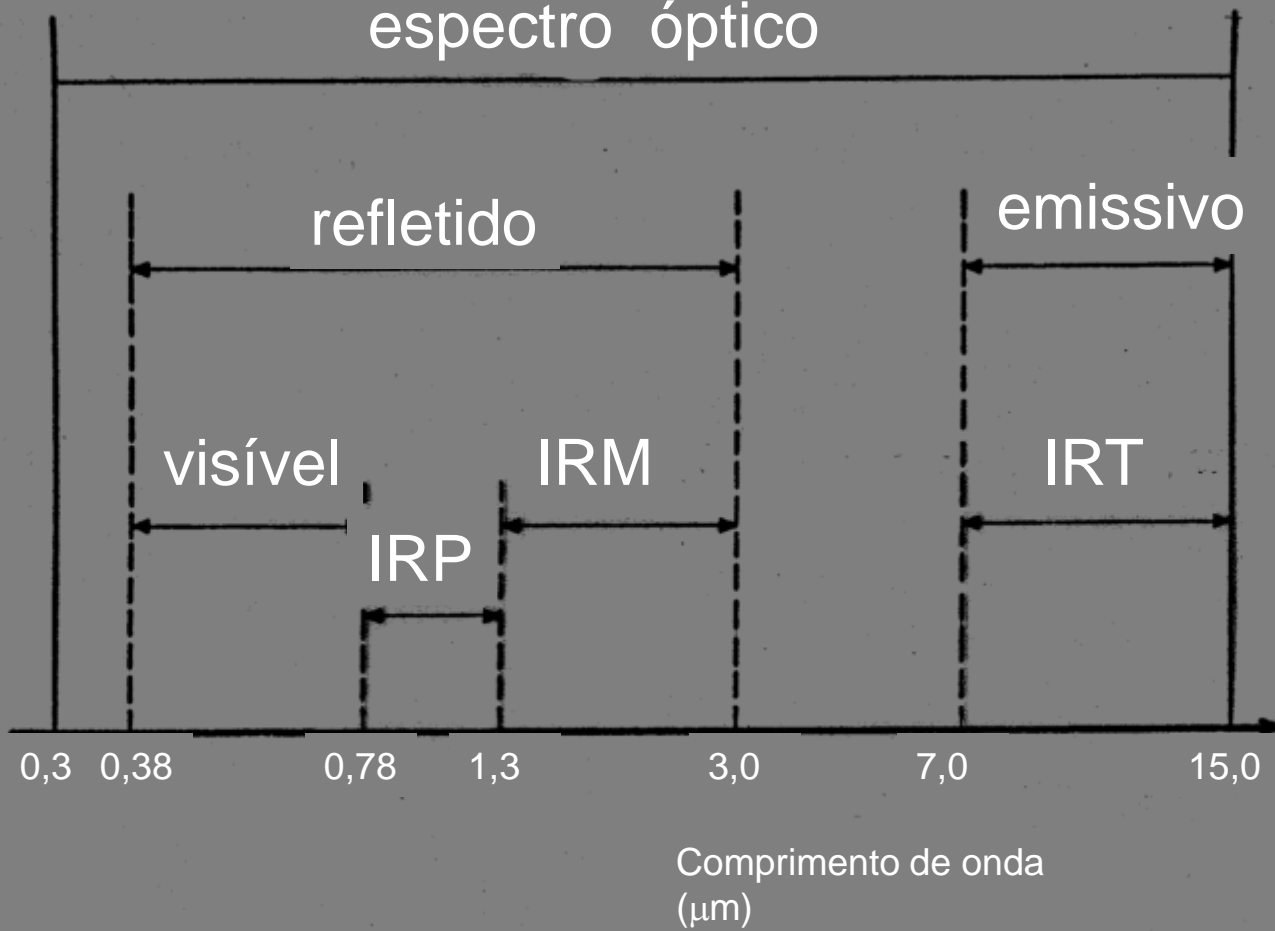 espectro óptico
refletido
emissivo
visível
IRM
IRT
IRP
0,3 0,38 0,78 1,3 3,0 7,0 15,0
Comprimento de onda
(μm)